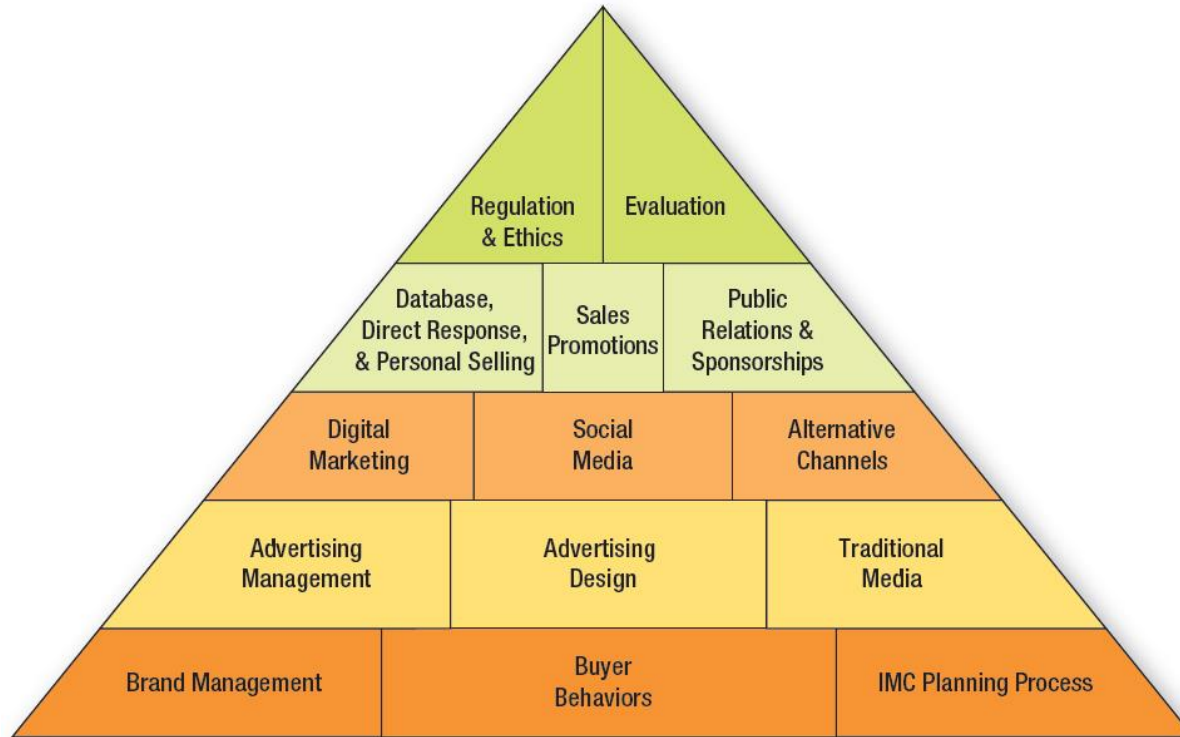 Regulation
& Ethics
Evaluation
Database,
Direct Response,
& Personal Selling
Sales
Promotions
Public
Relations &
Sponsorships
Digital
Marketing
Social
Media
Alternative
Channels
Advertising
Management
Advertising
Design
Traditional
Media
Brand Management
Buyer
Behaviors
IMC Planning Process